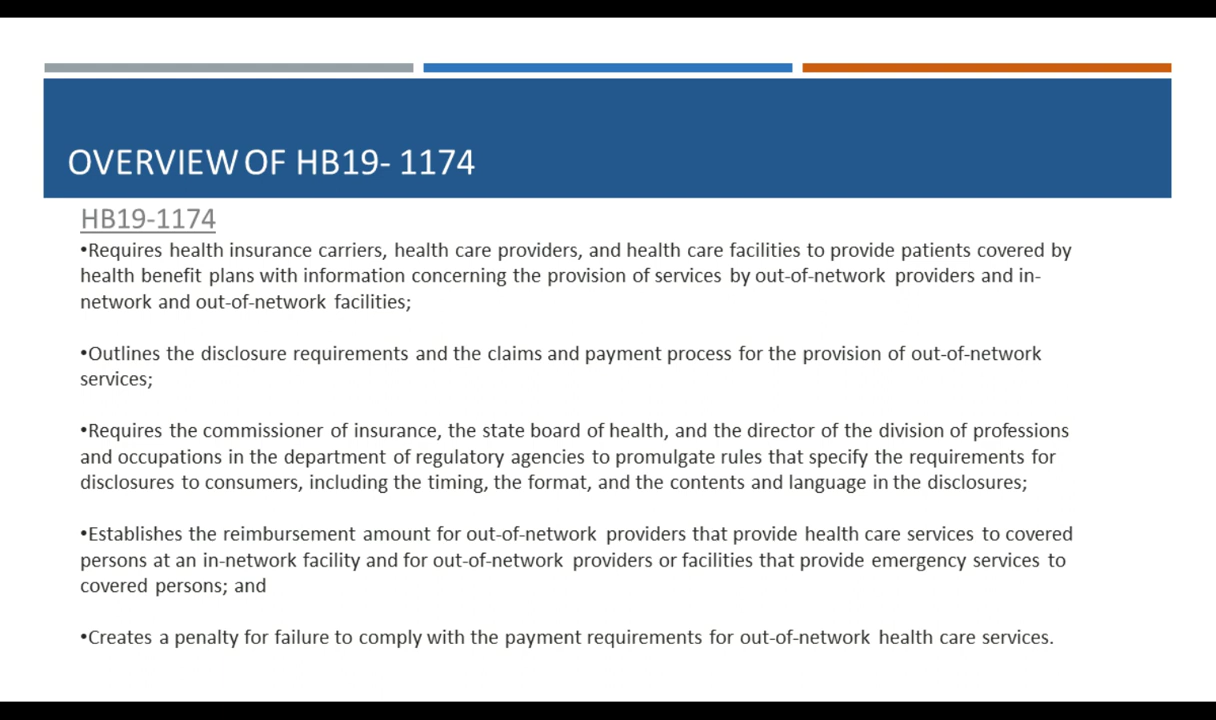 OVERVIEW OF HB19- 1174
HB19-1174
•Requires health insurance carriers, health care providers, and health care facilities to provide patients covered by
health benefit plans with information concerning the provision of services by out-of-network providers and in-
network and out-of-network facilities;
•Outlines the disclosure requirements and the claims and payment process for the provision of out-of-network
services;
•Requires the commissioner of insurance, the state board of health, and the director of the division of professions
and occupations in the department of regulatory agencies to promulgate rules that specify the requirements for
disclosures to consumers, including the timing, the format, and the contents and language in the disclosures;
•Establishes the reimbursement amount for out-of-network providers that provide health care services to covered
persons at an in-network facility and for out-of-network providers or facilities that provide emergency services to
covered persons; and
•Creates a penalty for failure to comply with the payment requirements for out-of-network health care services.